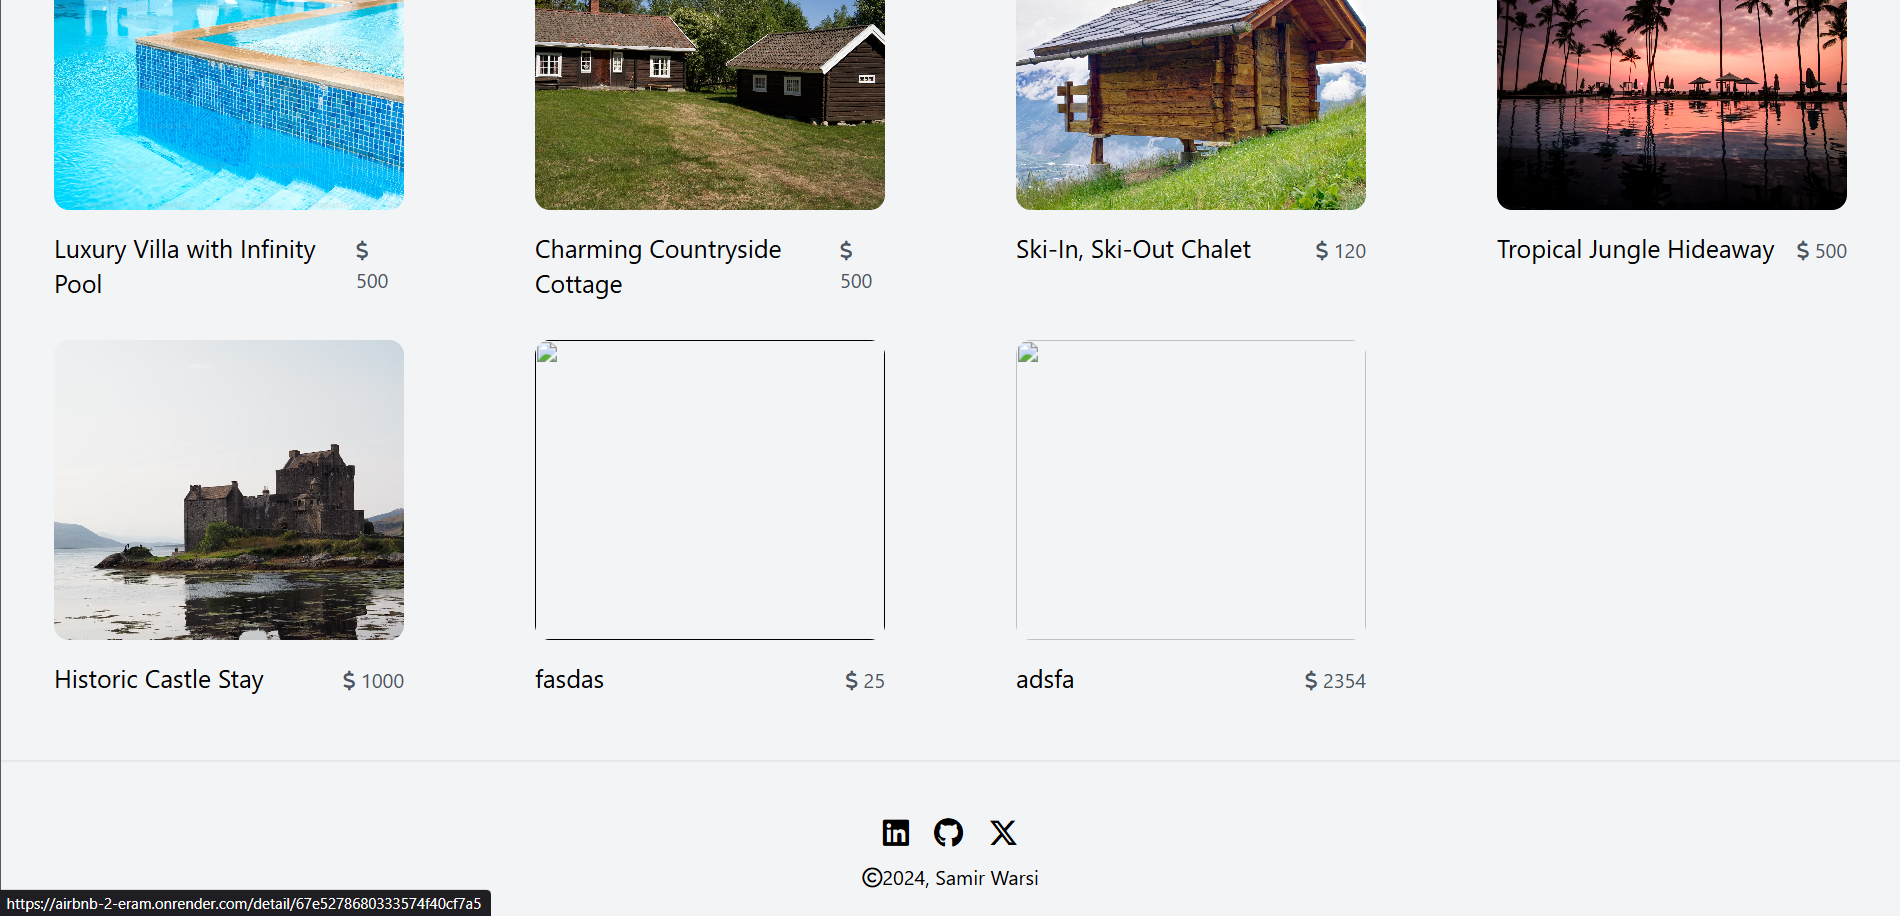 Luxury Villa with Infinity
Pool
$
500
Charming Countryside
Cottage
$
500
Ski-In, Ski-Out Chalet
$ 120
Tropical Jungle Hideaway
$ 500
Historic Castle Stay
$ 1000
fasdas
$ 25
adsfa
$ 2354
©2024, Samir Warsi
https://airbnb-2-eram.onrender.com/detail/67e5278680333574f40cf7a5